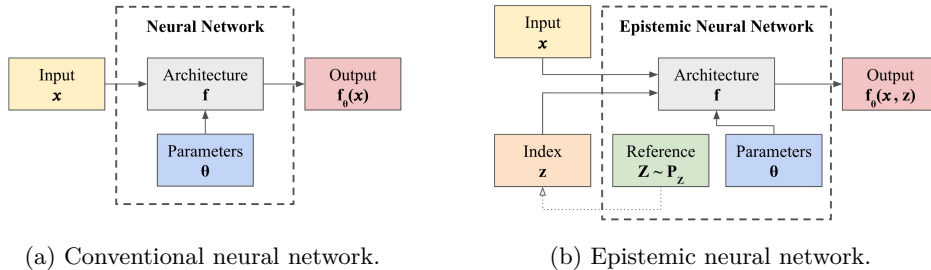 Neural Network
Input
x
Architecture
f
Output
f_θ(x)
Parameters
θ
(a) Conventional neural network.
Input
x
Epistemic Neural Network
Architecture
f
Output
f_θ(x, z)
Index
z
Reference
Z ~ P_Z
Parameters
θ
(b) Epistemic neural network.